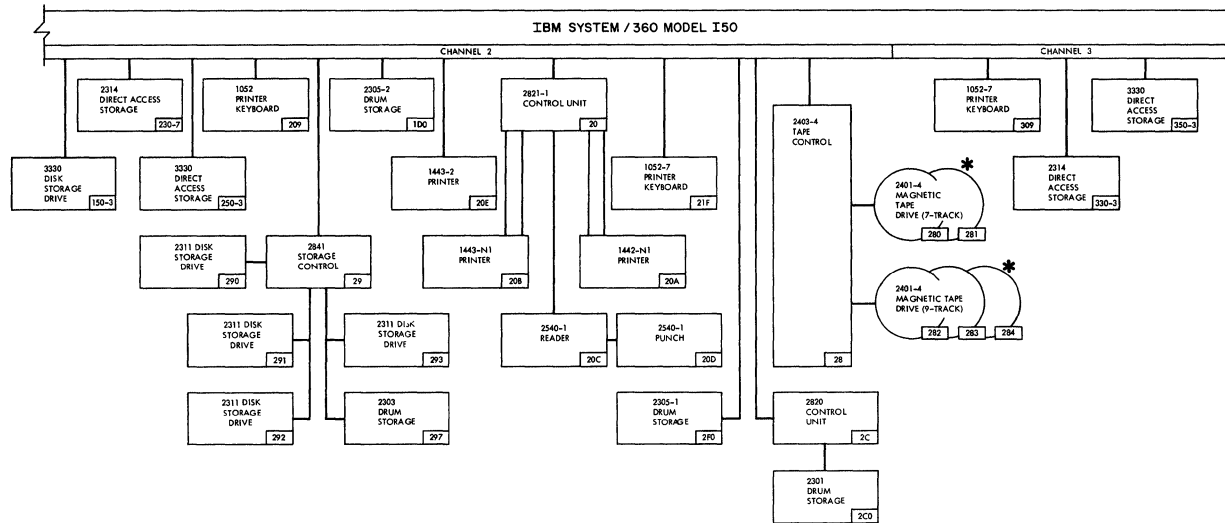 IBM SYSTEM/360 MODEL I50
CHANNEL 2
CHANNEL 3
2314
DIRECT ACCESS
STORAGE
230-7
1052
PRINTER
KEYBOARD
209
2305-2
DRUM
STORAGE
1D0
2821-1
CONTROL UNIT
20
2403-4
TAPE
CONTROL
28
1052-7
PRINTER
KEYBOARD
309
3330
DIRECT
ACCESS
STORAGE
350-3
3330
DISK
STORAGE
DRIVE
150-3
3330
DIRECT
ACCESS
STORAGE
250-3
1443-2
PRINTER
20E
1052-7
PRINTER
KEYBOARD
21F
2401-4
MAGNETIC
TAPE
DRIVE (7-TRACK)
280
281
*
2314
DIRECT
ACCESS
STORAGE
330-3
2311 DISK
STORAGE
DRIVE
290
2841
STORAGE
CONTROL
29
1443-N1
PRINTER
20B
1442-N1
PRINTER
20A
2401-4
MAGNETIC TAPE
DRIVE (9-TRACK)
282
283
284
*
2311 DISK
STORAGE
DRIVE
291
2311 DISK
STORAGE
DRIVE
293
2540-1
READER
20C
2540-1
PUNCH
20D
2311 DISK
STORAGE
DRIVE
292
2303
DRUM
STORAGE
297
2305-1
DRUM
STORAGE
2F0
2820
CONTROL
UNIT
2C
2301
DRUM
STORAGE
2C0